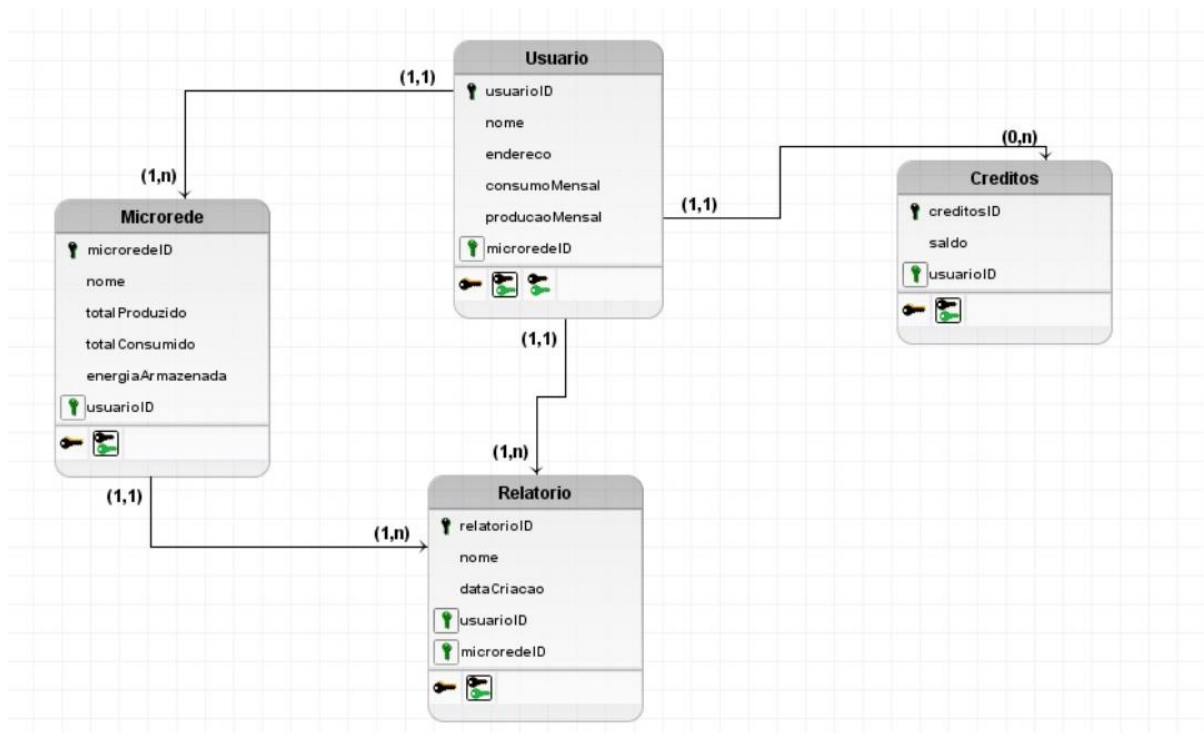 Usuario
(1,1)
usuarioID
nome
endereco
consumoMensal
producaoMensal
microredeID
(1,n)
Microrede
microredeID
nome
totalProduzido
totalConsumido
energiaArmazenada
usuarioID
(0,n)
(1,1)
Creditos
creditosID
saldo
usuarioID
(1,1)
(1,n)
(1,1)
(1,n)
Relatorio
relatorioID
nome
dataCriacao
usuarioID
microredeID